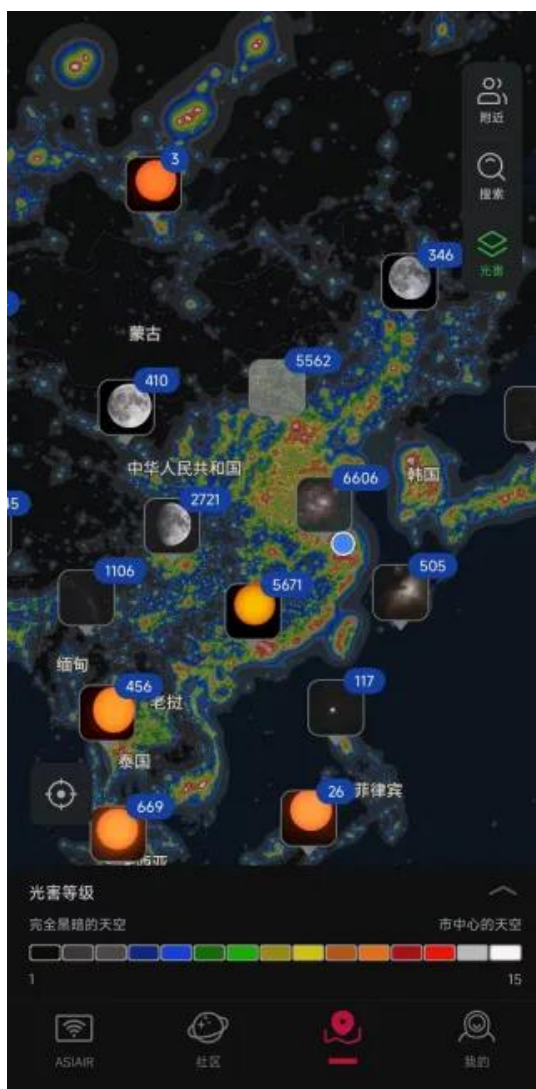 附近
3
搜索
346
光害
蒙古
5562
410
中华人民共和国
韩国
6606
2721
45
1106
505
5671
缅甸
456
117
老挝
泰国
26
菲律宾
669
光害等级
完全黑暗的天空
市中心的天空
1
15
ASIAIR
社区
我的